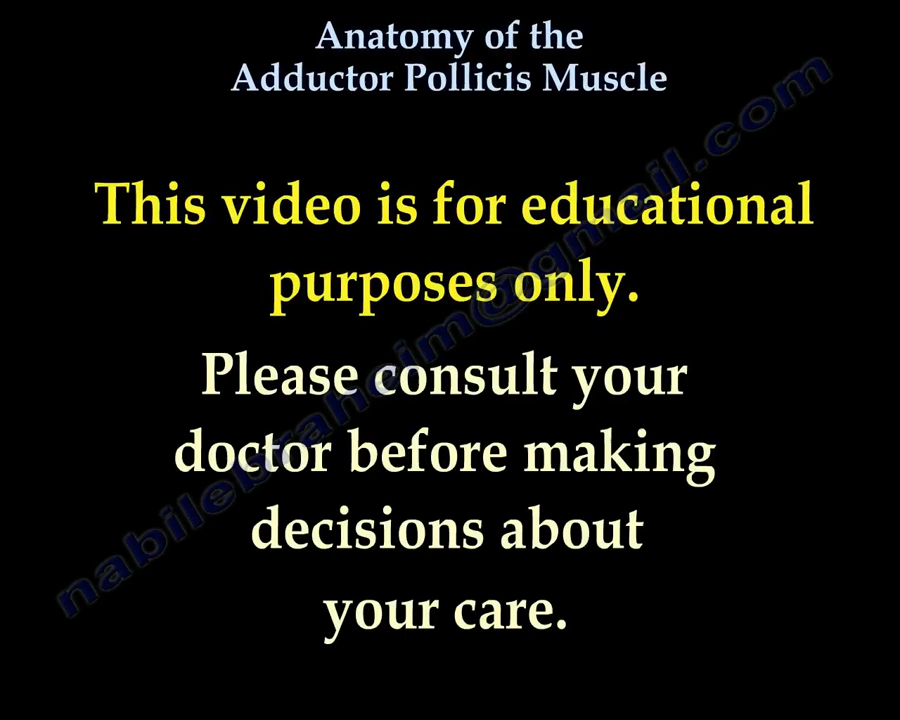 Anatomy of the
Adductor Pollicis Muscle
This video is for educational
purposes only.
Please consult your
doctor before making
decisions about
your care.
nabilebraheim@gmail.com